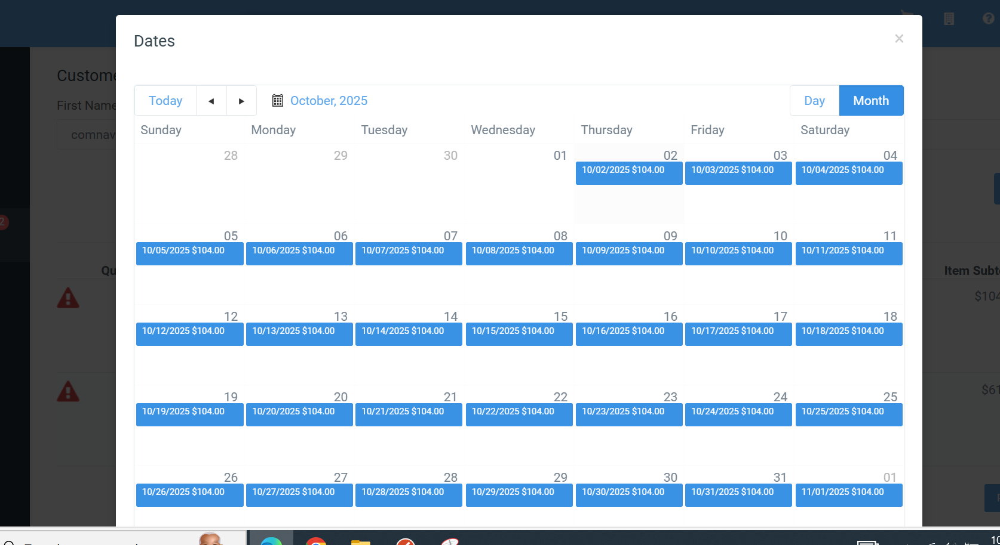 Dates
×
Customer
First Name
comnav
Today
October, 2025
Day
Month
Sunday Monday Tuesday Wednesday Thursday Friday Saturday
28 29 30 01 02 03 04
10/02/2025 $104.00 10/03/2025 $104.00 10/04/2025 $104.00
2
05 06 07 08 09 10 11
10/05/2025 $104.00 10/06/2025 $104.00 10/07/2025 $104.00 10/08/2025 $104.00 10/09/2025 $104.00 10/10/2025 $104.00 10/11/2025 $104.00
Qu
Item Subt
$104
12 13 14 15 16 17 18
10/12/2025 $104.00 10/13/2025 $104.00 10/14/2025 $104.00 10/15/2025 $104.00 10/16/2025 $104.00 10/17/2025 $104.00 10/18/2025 $104.00
$61
19 20 21 22 23 24 25
10/19/2025 $104.00 10/20/2025 $104.00 10/21/2025 $104.00 10/22/2025 $104.00 10/23/2025 $104.00 10/24/2025 $104.00 10/25/2025 $104.00
26 27 28 29 30 31 01
10/26/2025 $104.00 10/27/2025 $104.00 10/28/2025 $104.00 10/29/2025 $104.00 10/30/2025 $104.00 10/31/2025 $104.00 11/01/2025 $104.00
10